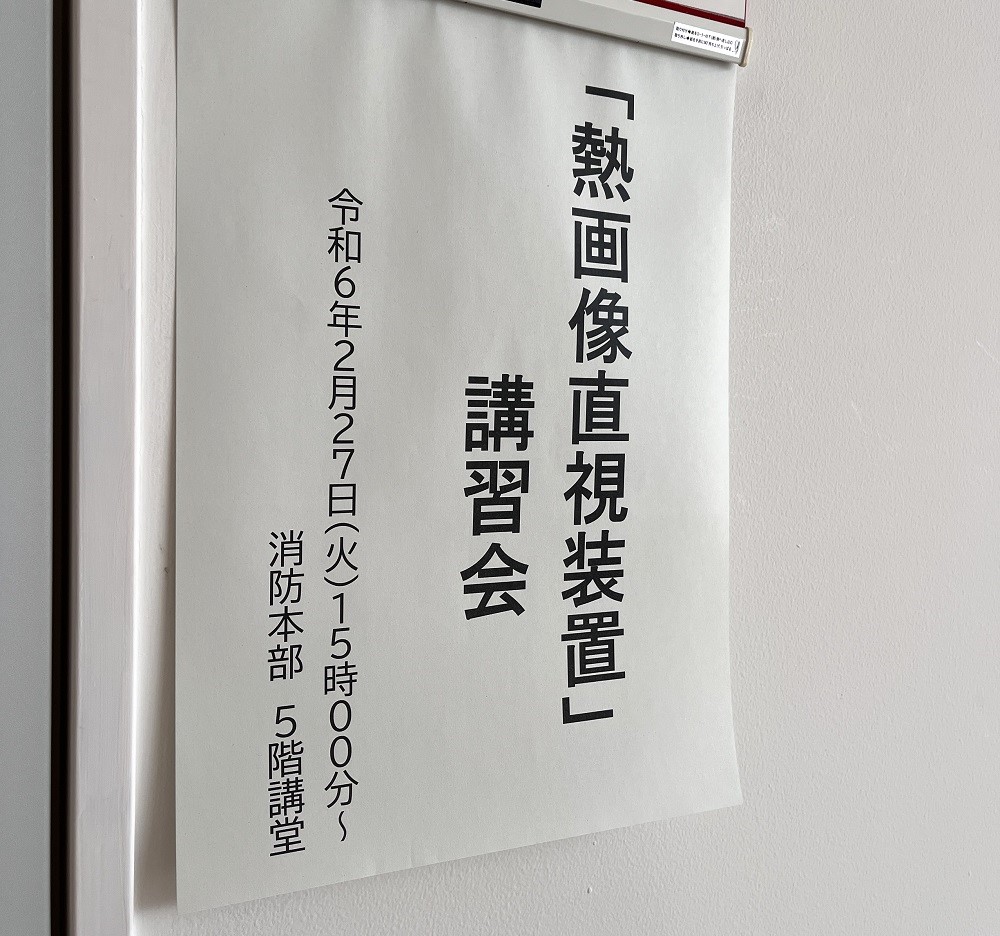 「熱画像直視装置」
講習会
令和6年2月27日(火)15時00分~
消防本部 5階講堂